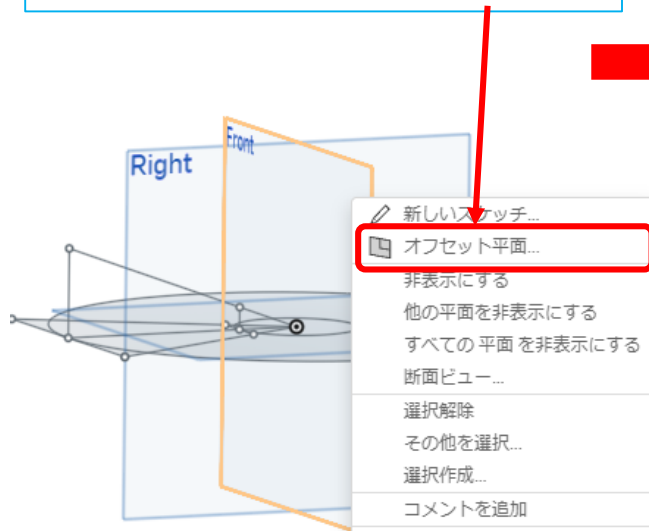 Front
Right
新しいスケッチ...
オフセット平面...
非表示にする
他の平面を非表示にする
すべての 平面 を非表示にする
断面ビュー...
選択解除
その他を選択...
選択作成...
コメントを追加